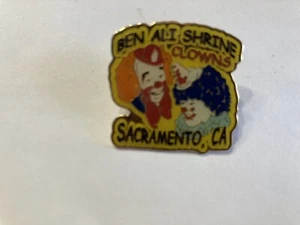 BEN ALI SHRINE
CLOWNS
SACRAMENTO, CA